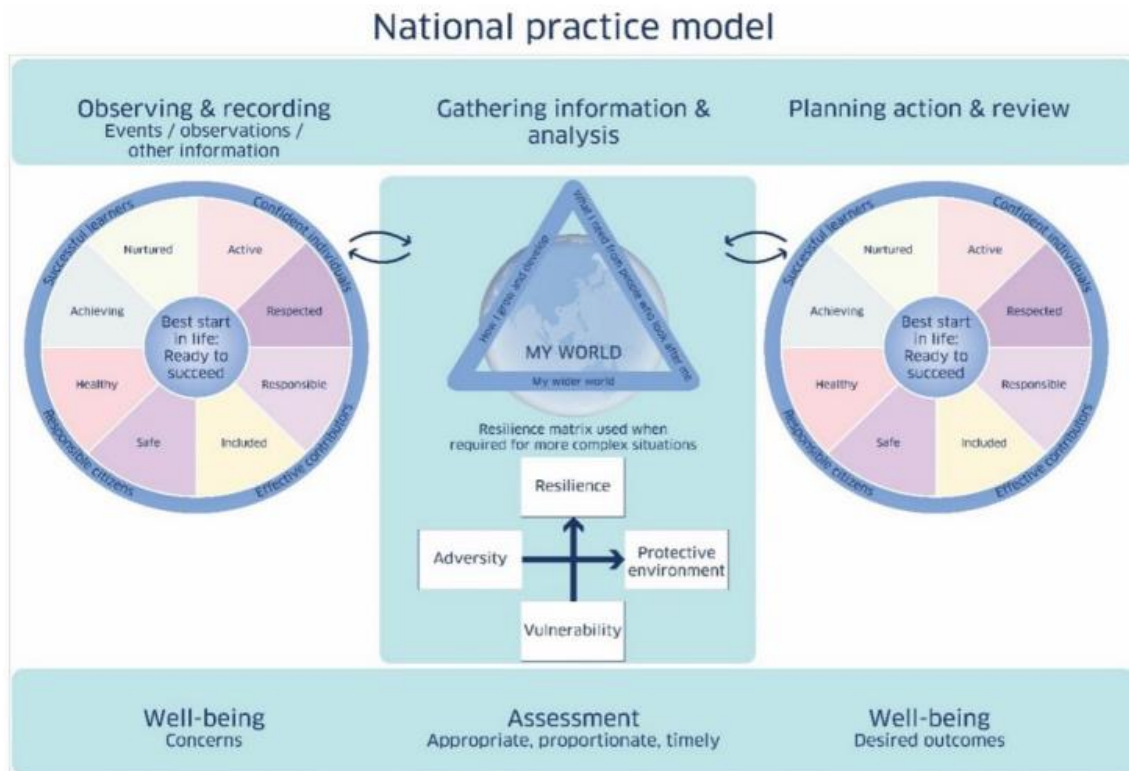 National practice model
Observing & recording
Events / observations /
other information
Gathering information &
analysis
Planning action & review
Successful learners
Confident individuals
Nurtured
Active
Achieving
Respected
Best start
in life:
Ready to
succeed
Healthy
Responsible
Safe
Included
Responsible citizens
Effective contributors
How I grow and develop
What I need from people who look after me
MY WORLD
My wider world
Resilience matrix used when
required for more complex situations
Resilience
Adversity
Protective
environment
Vulnerability
Successful learners
Confident individuals
Nurtured
Active
Achieving
Respected
Best start
in life:
Ready to
succeed
Healthy
Responsible
Safe
Included
Responsible citizens
Effective contributors
Well-being
Concerns
Assessment
Appropriate, proportionate, timely
Well-being
Desired outcomes